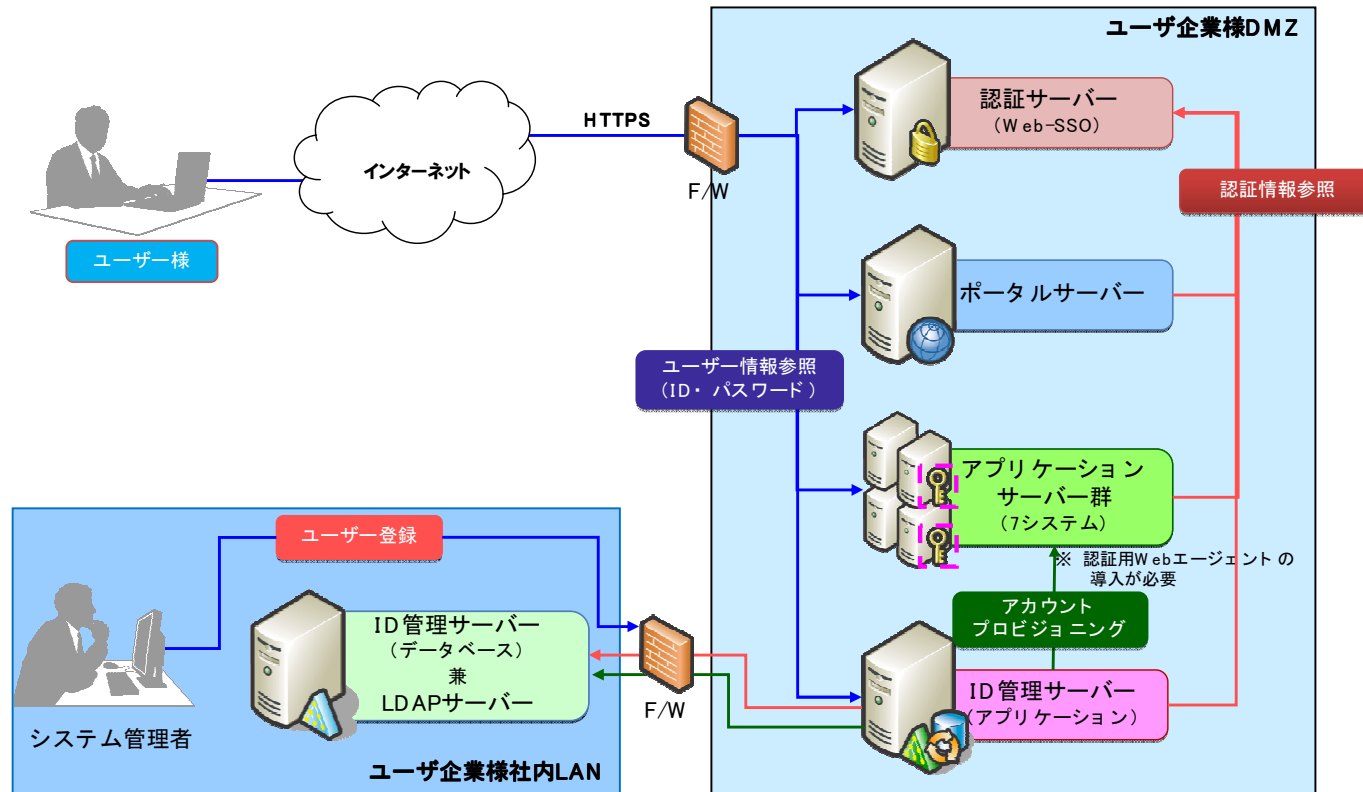 ユーザ企業様DMZ
認証サーバー
（Web-SSO）
HTTPS
インターネット
F/W
認証情報参照
ユーザー様
ポータルサーバー
ユーザー情報参照
（ID・パスワード）
アプリケーション
サーバー群
（7システム）
※ 認証用Webエージェントの
導入が必要
ユーザー登録
アカウント
プロビジョニング
ID管理サーバー
（データベース）
兼
LDAPサーバー
F/W
ID管理サーバー
（アプリケーション）
システム管理者
ユーザ企業様社内LAN